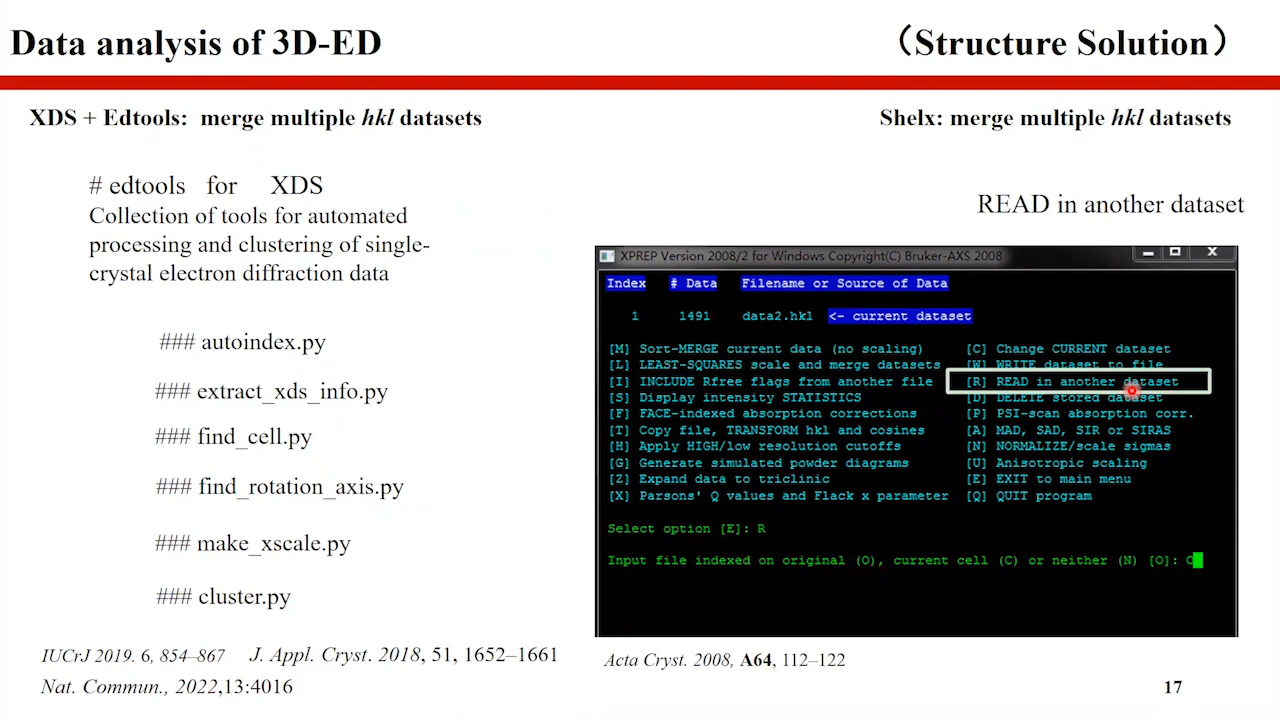 Data analysis of 3D-ED
（Structure Solution）
XDS + Edtools: merge multiple hkl datasets
Shelx: merge multiple hkl datasets
# edtools for XDS
Collection of tools for automated
processing and clustering of single-
crystal electron diffraction data
### autoindex.py
### extract_xds_info.py
### find_cell.py
### find_rotation_axis.py
### make_xscale.py
### cluster.py
IUCrJ 2019. 6, 854–867 J. Appl. Cryst. 2018, 51, 1652–1661
Nat. Commun., 2022,13:4016
READ in another dataset
XPREP Version 2008/2 for Windows Copyright(C) Bruker-AXS 2008
Index # Data Filename or Source of Data
1 1491 data2.hkl <- current dataset
[M] Sort-MERGE current data (no scaling) [C] Change CURRENT dataset
[L] LEAST-SQUARES scale and merge datasets [W] WRITE dataset to file
[I] INCLUDE Rfree flags from another file [R] READ in another dataset
[S] Display intensity STATISTICS [D] DELETE stored dataset
[F] FACE-indexed absorption corrections [P] PSI-scan absorption corr.
[T] Copy file, TRANSFORM hkl and cosines [A] MAD, SAD, SIR or SIRAS
[H] Apply HIGH/low resolution cutoffs [N] NORMALIZE/scale sigmas
[G] Generate simulated powder diagrams [U] Anisotropic scaling
[Z] Expand data to triclinic [E] EXIT to main menu
[X] Parsons' Q values and Flack x parameter [Q] QUIT program
Select option [E]: R
Input file indexed on original (O), current cell (C) or neither (N) [O]: O
Acta Cryst. 2008, A64, 112–122
17